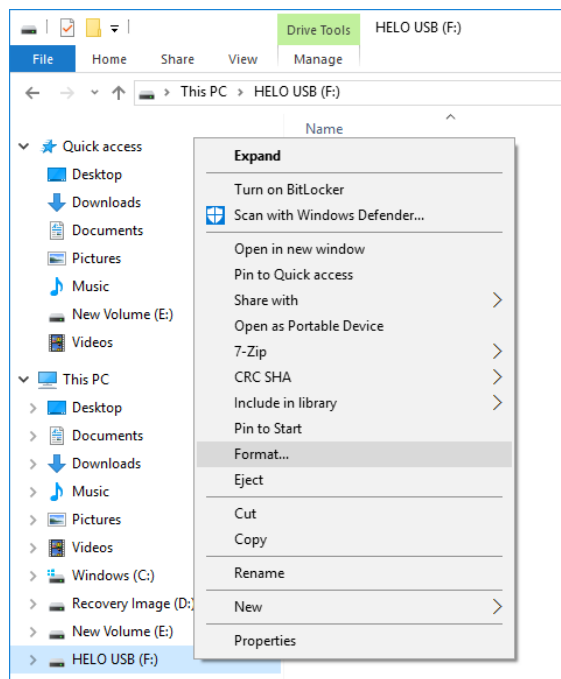 Drive Tools
HELO USB (F:)
File
Home
Share
View
Manage
This PC
HELO USB (F:)
Name
Quick access
Desktop
Downloads
Documents
Pictures
Music
New Volume (E:)
Videos
This PC
Desktop
Documents
Downloads
Music
Pictures
Videos
Windows (C:)
Recovery Image (D:)
New Volume (E:)
HELO USB (F:)
Expand
Turn on BitLocker
Scan with Windows Defender...
Open in new window
Pin to Quick access
Share with
Open as Portable Device
7-Zip
CRC SHA
Include in library
Pin to Start
Format...
Eject
Cut
Copy
Rename
New
Properties